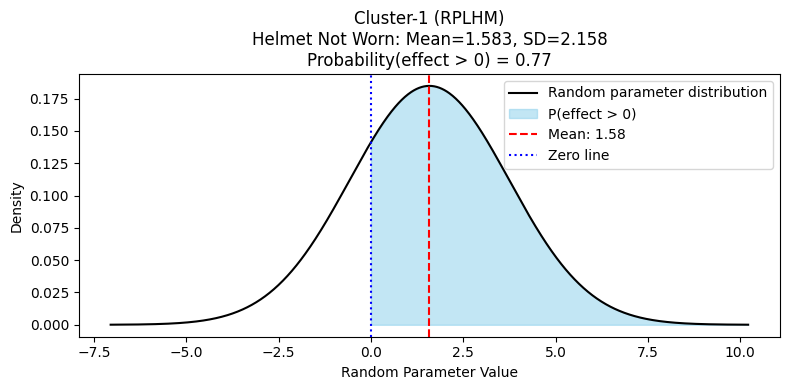 Cluster-1 (RPLHM)
Helmet Not Worn: Mean=1.583, SD=2.158
Probability(effect > 0) = 0.77
Random parameter distribution
P(effect > 0)
Mean: 1.58
Zero line
Density
0.175
0.150
0.125
0.100
0.075
0.050
0.025
0.000
−7.5 −5.0 −2.5 0.0 2.5 5.0 7.5 10.0
Random Parameter Value